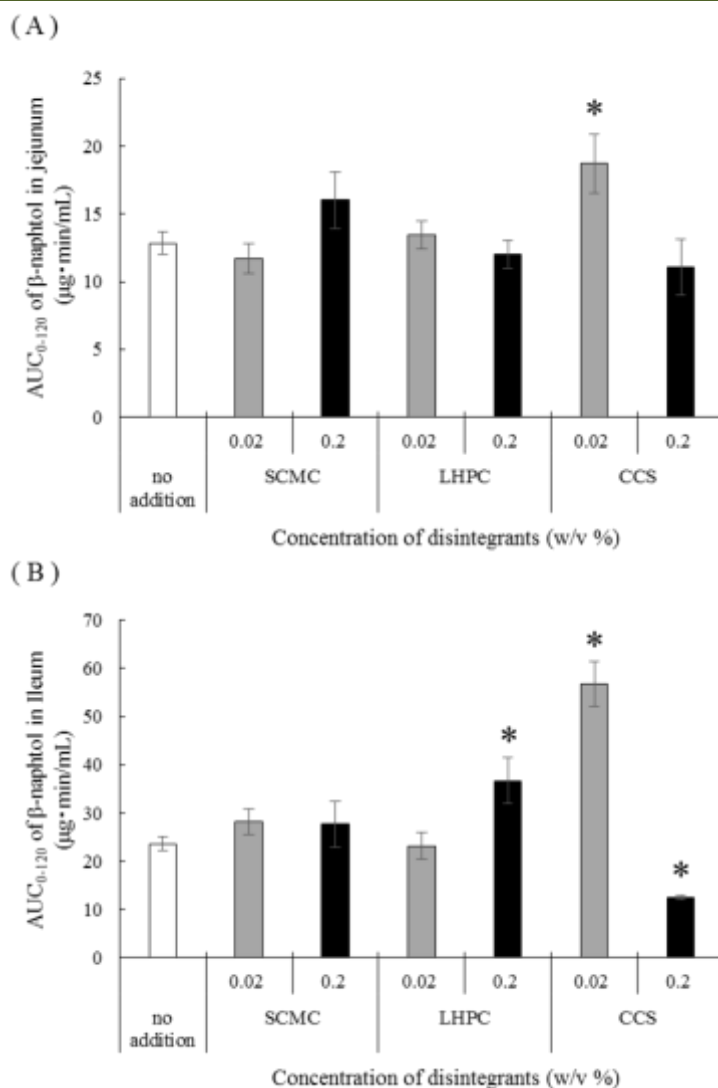 ( A )
AUC0-120 of β-naphtol in jejunum
(µg•min/mL)
25
20
15
10
5
0
*
0.02 0.2 0.02 0.2 0.02 0.2
no
addition
SCMC LHPC CCS
Concentration of disintegrants (w/v %)
( B )
AUC0-120 of β-naphtol in Ileum
(µg•min/mL)
70
60
50
40
30
20
10
0
* * *
0.02 0.2 0.02 0.2 0.02 0.2
no
addition
SCMC LHPC CCS
Concentration of disintegrants (w/v %)